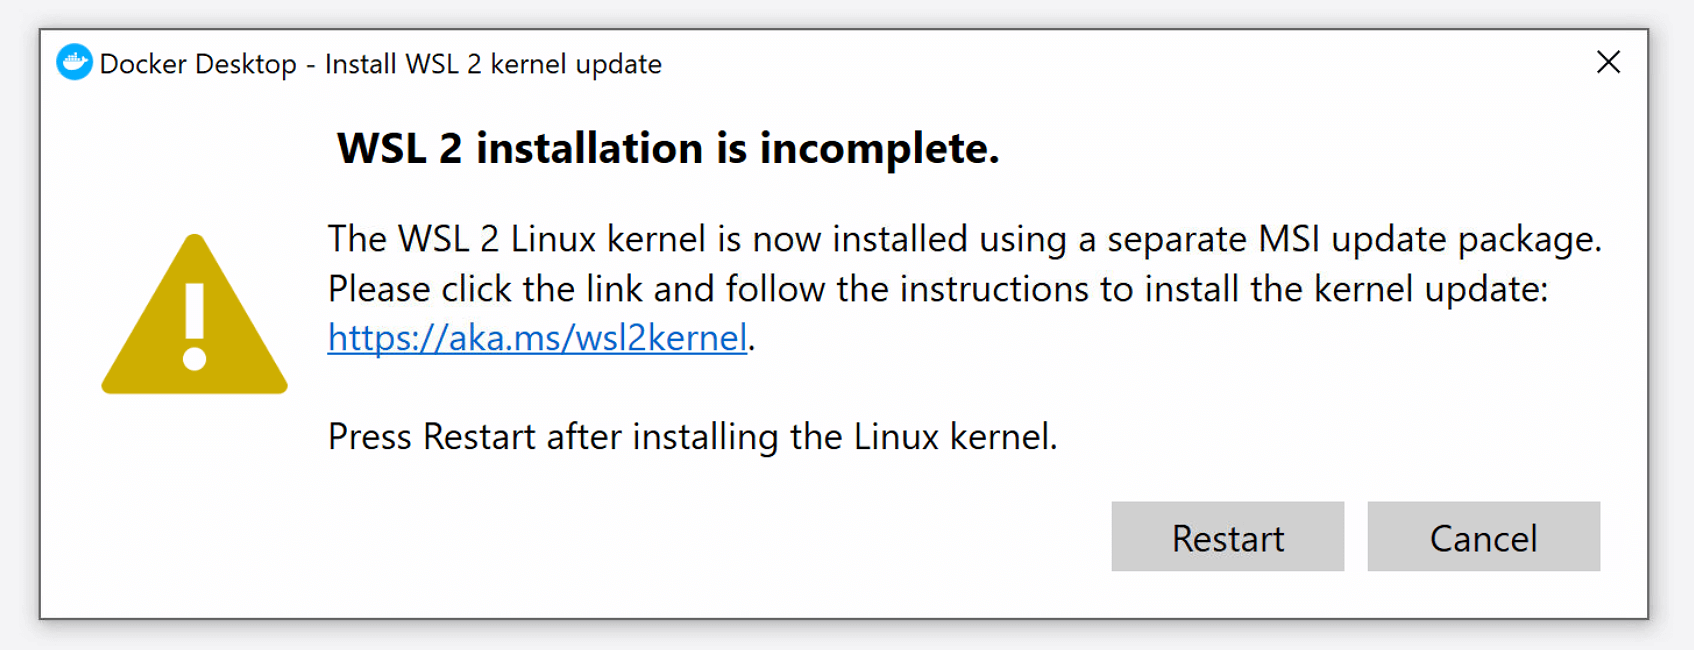 Docker Desktop - Install WSL 2 kernel update
WSL 2 installation is incomplete.
The WSL 2 Linux kernel is now installed using a separate MSI update package.
Please click the link and follow the instructions to install the kernel update:
https://aka.ms/wsl2kernel.
Press Restart after installing the Linux kernel.
Restart Cancel